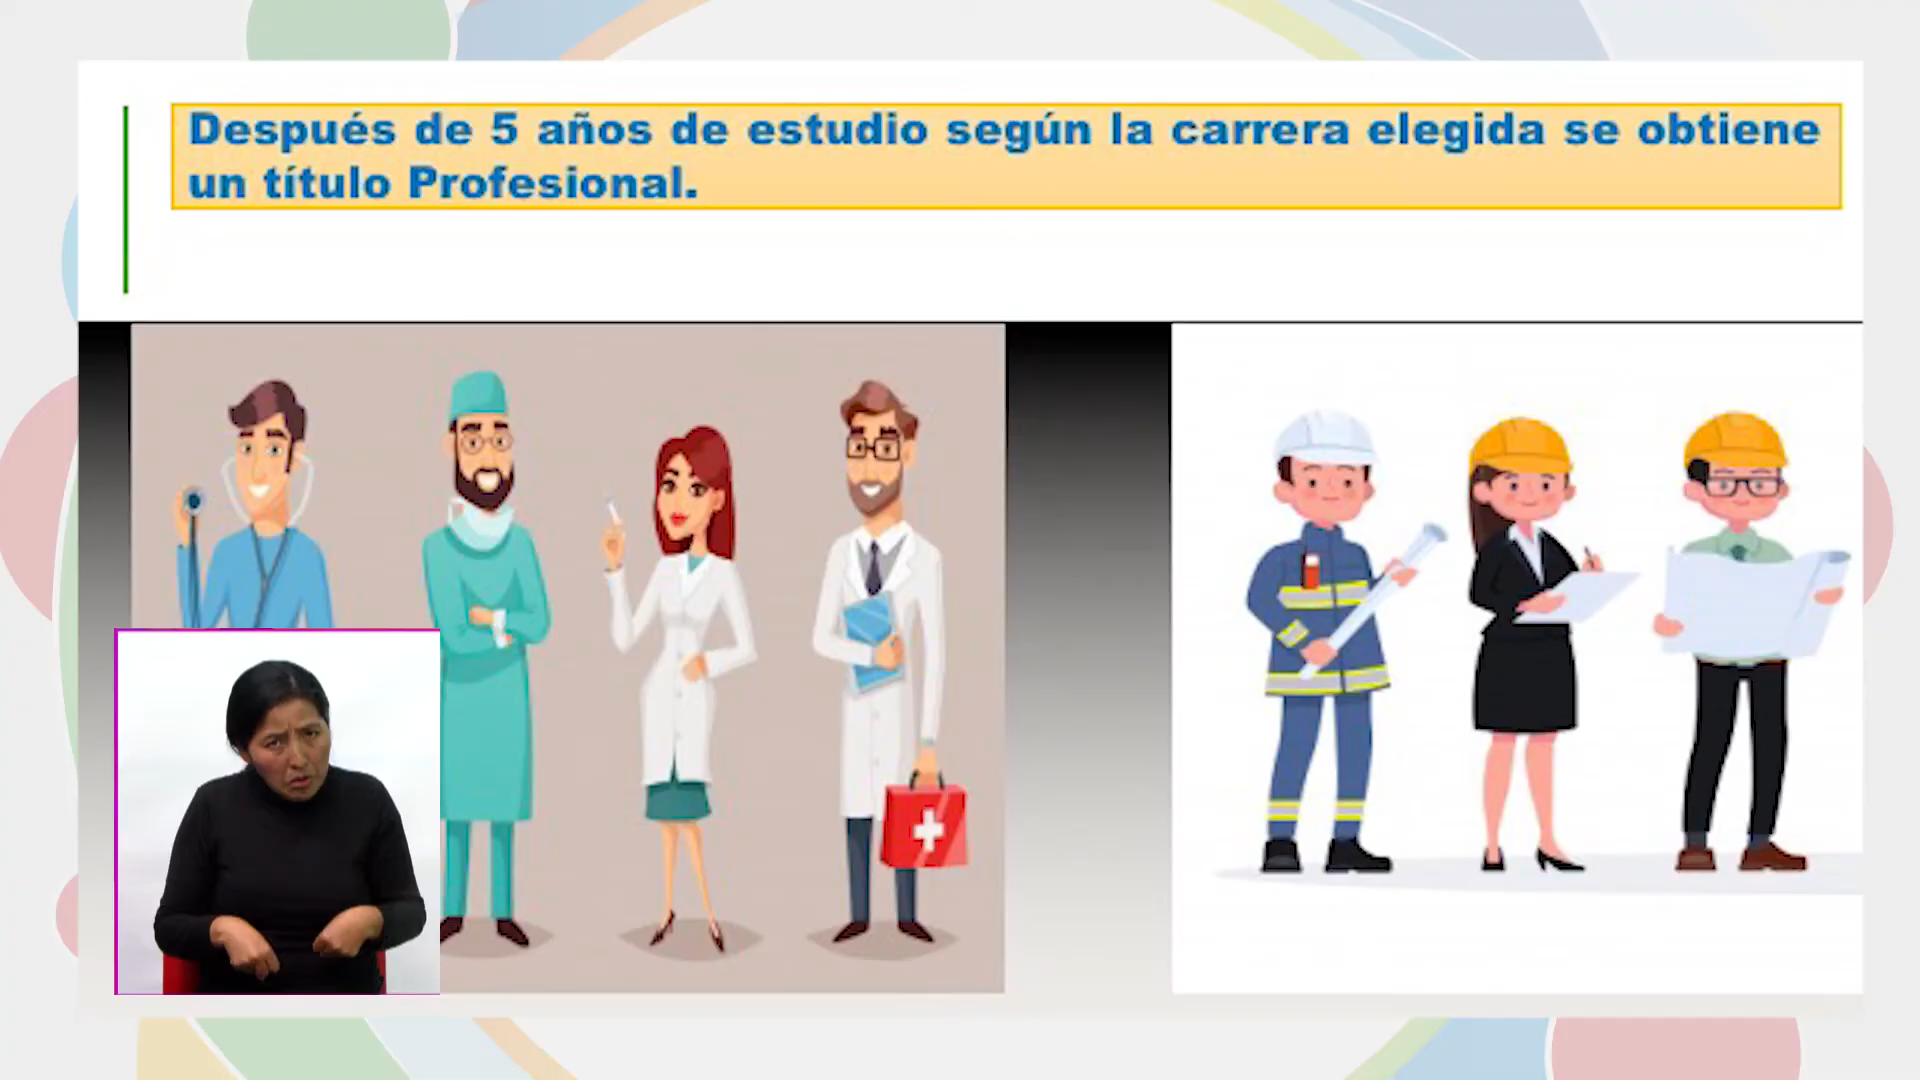 Después de 5 años de estudio según la carrera elegida se obtiene
un título Profesional.